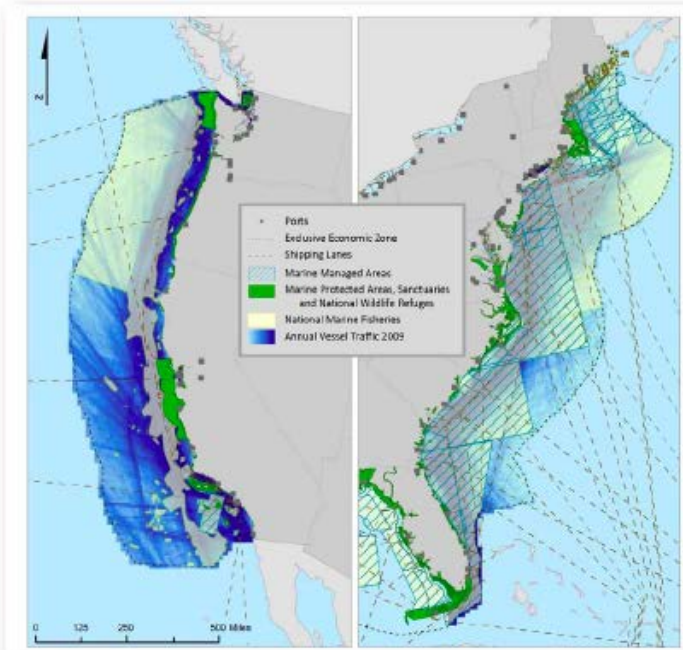 N
Ports
Exclusive Economic Zone
Shipping Lanes
Marine Managed Areas
Marine Protected Areas, Sanctuaries
and National Wildlife Refuges
National Marine Fisheries
Annual Vessel Traffic 2009
0 125 250 500 Miles